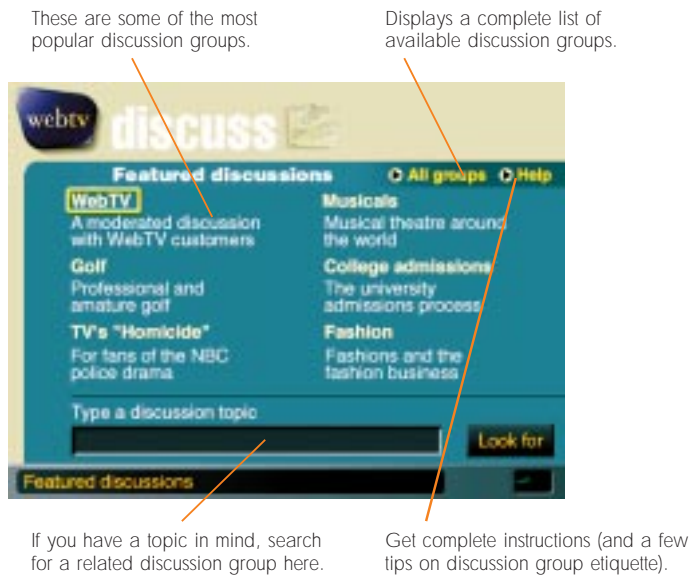 These are some of the most
popular discussion groups.
Displays a complete list of
available discussion groups.
webtv
discuss
Featured discussions
All groups
Help
WebTV
A moderated discussion
with WebTV customers
Musicals
Musical theatre around
the world
Golf
Professional and
amature golf
College admissions
The university
admissions process
TV's "Homicide"
For fans of the NBC
police drama
Fashion
Fashions and the
fashion business
Type a discussion topic
Look for
Featured discussions
If you have a topic in mind, search
for a related discussion group here.
Get complete instructions (and a few
tips on discussion group etiquette).